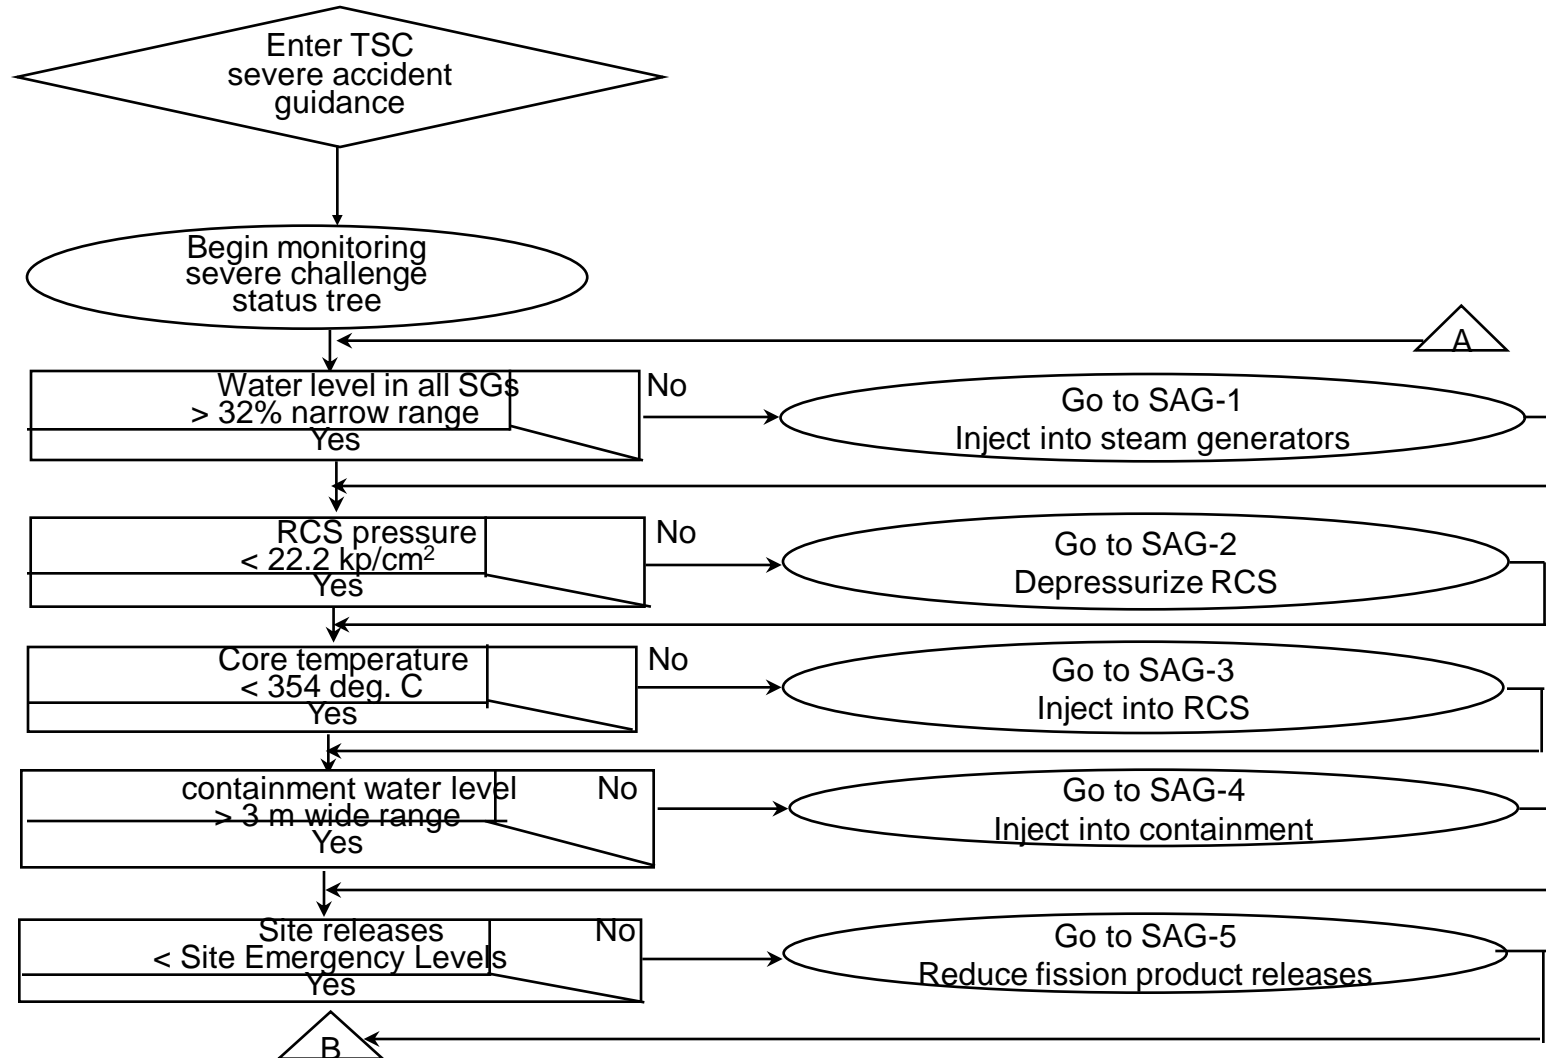 Enter TSC
severe accident
guidance
Begin monitoring
severe challenge
status tree
A
Water level in all SGs
> 32% narrow range
Yes
No
Go to SAG-1
Inject into steam generators
RCS pressure
< 22.2 kp/cm²
Yes
No
Go to SAG-2
Depressurize RCS
Core temperature
< 354 deg. C
Yes
No
Go to SAG-3
Inject into RCS
containment water level
> 3 m wide range
Yes
No
Go to SAG-4
Inject into containment
Site releases
< Site Emergency Levels
Yes
No
Go to SAG-5
Reduce fission product releases
B